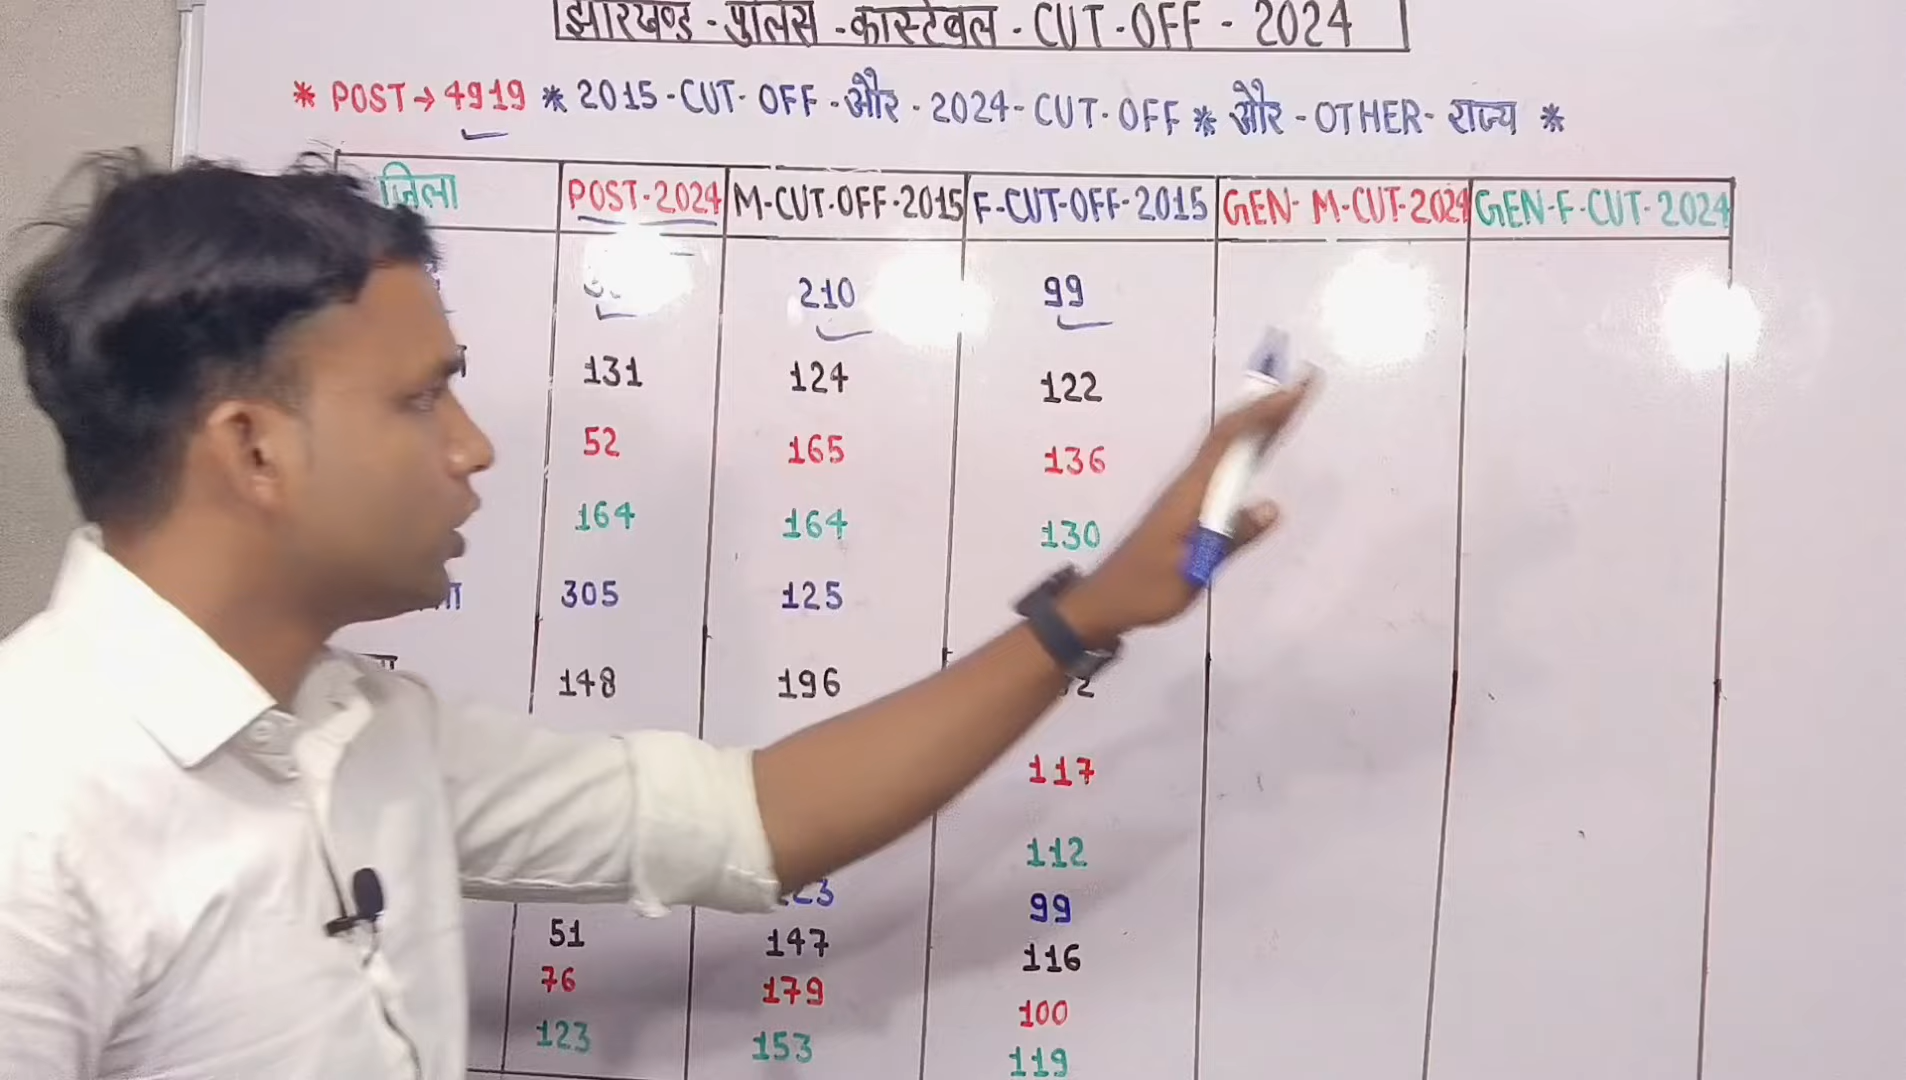 झारखण्ड - पुलिस - कास्टेबल - CUT - OFF - 2024
* POST → 4919 * 2015 - CUT - OFF - और - 2024 - CUT - OFF * और - OTHER - राज्य *
जिला POST-2024 M-CUT-OFF-2015 F-CUT-OFF-2015 GEN- M-CUT-2024 GEN-F-CUT-2024
210 99
131 124 122
52 165 136
164 164 130
305 125
148 196
117
112
99
51 147 116
76 179 100
123 153 119